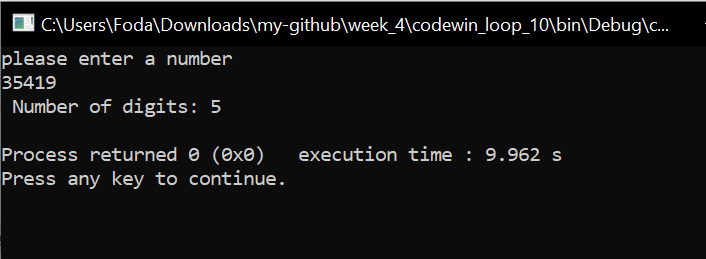 C:\Users\Foda\Downloads\my-github\week_4\codewin_loop_10\bin\Debug\c...
please enter a number
35419
 Number of digits: 5

Process returned 0 (0x0)   execution time : 9.962 s
Press any key to continue.